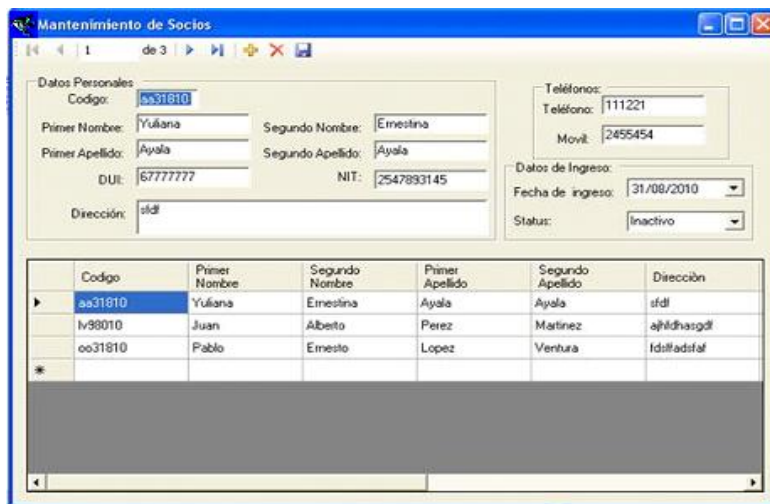 Mantenimiento de Socios
1 de 3
Datos Personales
Codigo: aa31810
Primer Nombre: Yuliana Segundo Nombre: Ernestina
Primer Apellido: Ayala Segundo Apellido: Ayala
DUI: 67777777 NIT: 2547893145
Dirección: sfdf
Teléfonos:
Teléfono: 111221
Movil: 2455454
Datos de Ingreso:
Fecha de ingreso: 31/08/2010
Status: Inactivo
Codigo Primer Nombre Segundo Nombre Primer Apellido Segundo Apellido Direcciòn
aa31810 Yuliana Ernestina Ayala Ayala sfdf
lv98010 Juan Alberto Perez Martinez
oo31810 Pablo Ernesto Lopez Ventura